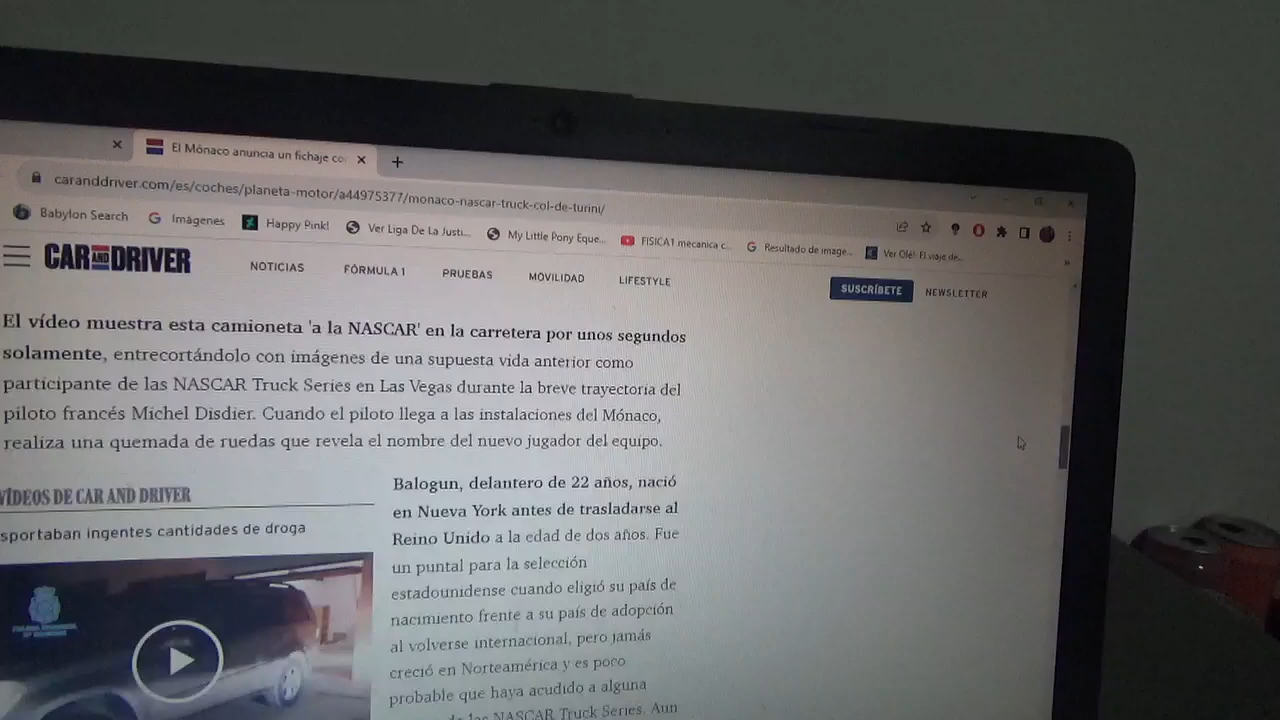 El Mónaco anuncia un fichaje co
caranddriver.com/es/coches/planeta-motor/a44975377/monaco-nascar-truck-col-de-turini/
Babylon Search
Imágenes
Happy Pink!
Ver Liga De La Justi...
My Little Pony Eque...
FISICA1 mecanica c...
Resultado de image...
Ver Olé! El viaje de...
CAR AND DRIVER
NOTICIAS
FÓRMULA 1
PRUEBAS
MOVILIDAD
LIFESTYLE
SUSCRÍBETE
NEWSLETTER
El vídeo muestra esta camioneta 'a la NASCAR' en la carretera por unos segundos
solamente, entrecortándolo con imágenes de una supuesta vida anterior como
participante de las NASCAR Truck Series en Las Vegas durante la breve trayectoria del
piloto francés Michel Disdier. Cuando el piloto llega a las instalaciones del Mónaco,
realiza una quemada de ruedas que revela el nombre del nuevo jugador del equipo.
VÍDEOS DE CAR AND DRIVER
sportaban ingentes cantidades de droga
Balogun, delantero de 22 años, nació
en Nueva York antes de trasladarse al
Reino Unido a la edad de dos años. Fue
un puntal para la selección
estadounidense cuando eligió su país de
nacimiento frente a su país de adopción
al volverse internacional, pero jamás
creció en Norteamérica y es poco
probable que haya acudido a alguna
de las NASCAR Truck Series. Aun